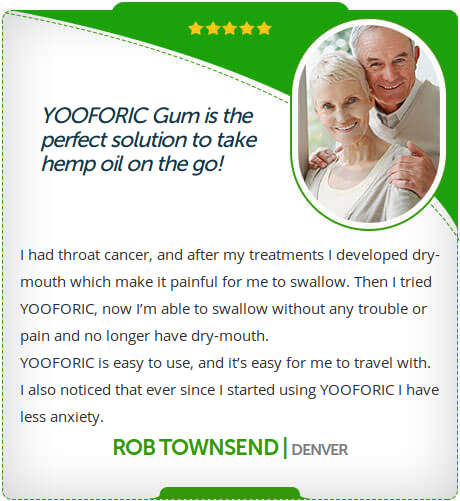 YOOFORIC Gum is the
perfect solution to take
hemp oil on the go!
I had throat cancer, and after my treatments I developed dry-
mouth which make it painful for me to swallow. Then I tried
YOOFORIC, now I’m able to swallow without any trouble or
pain and no longer have dry-mouth.
YOOFORIC is easy to use, and it’s easy for me to travel with.
I also noticed that ever since I started using YOOFORIC I have
less anxiety.
ROB TOWNSEND | DENVER